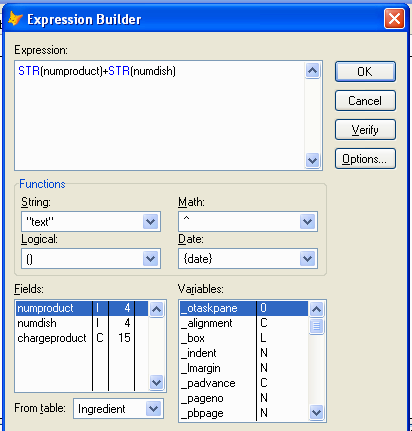 Expression Builder
Expression:
STR(numproduct)+STR(numdish)
OK
Cancel
Verify
Options...
Functions
String:
Math:
"text"
^
Logical:
Date:
()
{date}
Fields:
Variables:
numproduct I 4
numdish I 4
chargeproduct C 15
_otaskpane O
_alignment C
_box L
_indent N
_lmargin N
_padvance C
_pageno N
_pbpage N
From table:
Ingredient